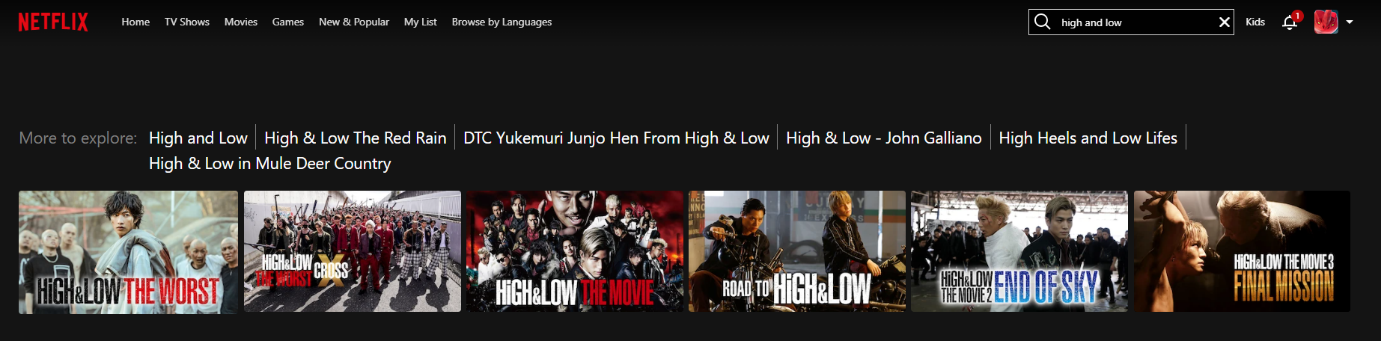 NETFLIX Home TV Shows Movies Games New & Popular My List Browse by Languages high and low Kids 1
More to explore: High and Low High & Low The Red Rain DTC Yukemuri Junjo Hen From High & Low High & Low - John Galliano High Heels and Low Lifes
High & Low in Mule Deer Country
HiGH&LOW THE WORST
HiGH&LOW THE WORST CROSS X
HiGH&LOW THE MOVIE
ROAD TO HiGH&LOW
HiGH&LOW THE MOVIE 2 END OF SKY
HiGH&LOW THE MOVIE 3
FINAL MISSION